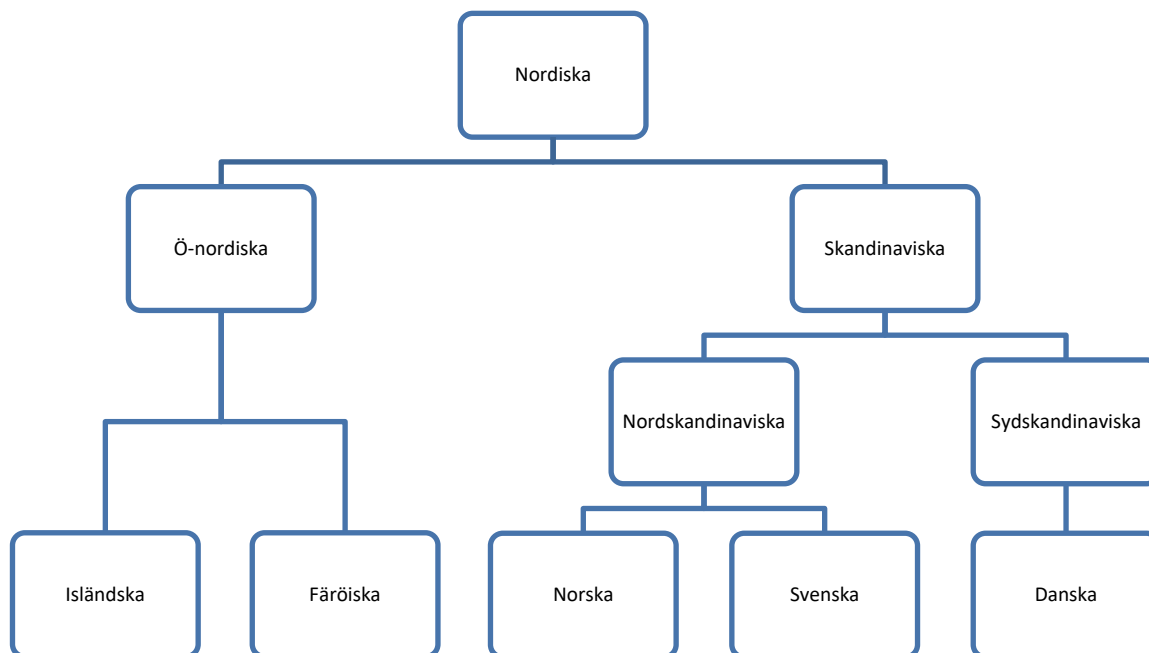 Nordiska
Ö-nordiska
Skandinaviska
Nordskandinaviska
Sydskandinaviska
Isländska
Färöiska
Norska
Svenska
Danska